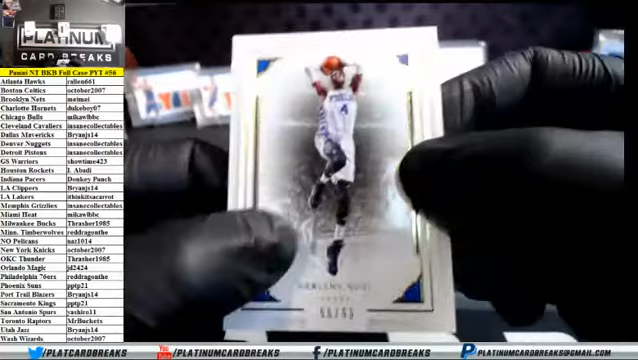 PLATINUM
CARD BREAKS
Panini NT BKB Full Case PYT #56
Atlanta Hawks rallen661
Boston Celtics october2007
Brooklyn Nets meimei
Charlotte Hornets dukeboy07
Chicago Bulls mikawlbbc
Cleveland Cavaliers insanecollectables
Dallas Mavericks Bryanjs14
Denver Nuggets insanecollectables
Detroit Pistons insanecollectables
GS Warriors showtime423
Houston Rockets I. Abadi
Indiana Pacers Donkey Punch
LA Clippers Bryanjs14
LA Lakers ithinkitsacarrot
Memphis Grizzlies insanecollectables
Miami Heat mikawlbbc
Milwaukee Bucks Thrasher1985
Minn. Timberwolves reddragonthe
NO Pelicans naz1014
New York Knicks october2007
OKC Thunder Thrasher1985
Orlando Magic jd2424
Philadelphia 76ers reddragonthe
Phoenix Suns pptp21
Port Trail Blazers Bryanjs14
Sacramento Kings pptp21
San Antonio Spurs yashiro11
Toronto Raptors MrBuckets
Utah Jazz Bryanjs14
Wash Wizards october2007
4
/PLATCARDBREAKS
/PLATINUMCARDBREAKS
/PLATINUMCARDBREAKS
PLATINUMCARDBREAKS@GMAIL.COM